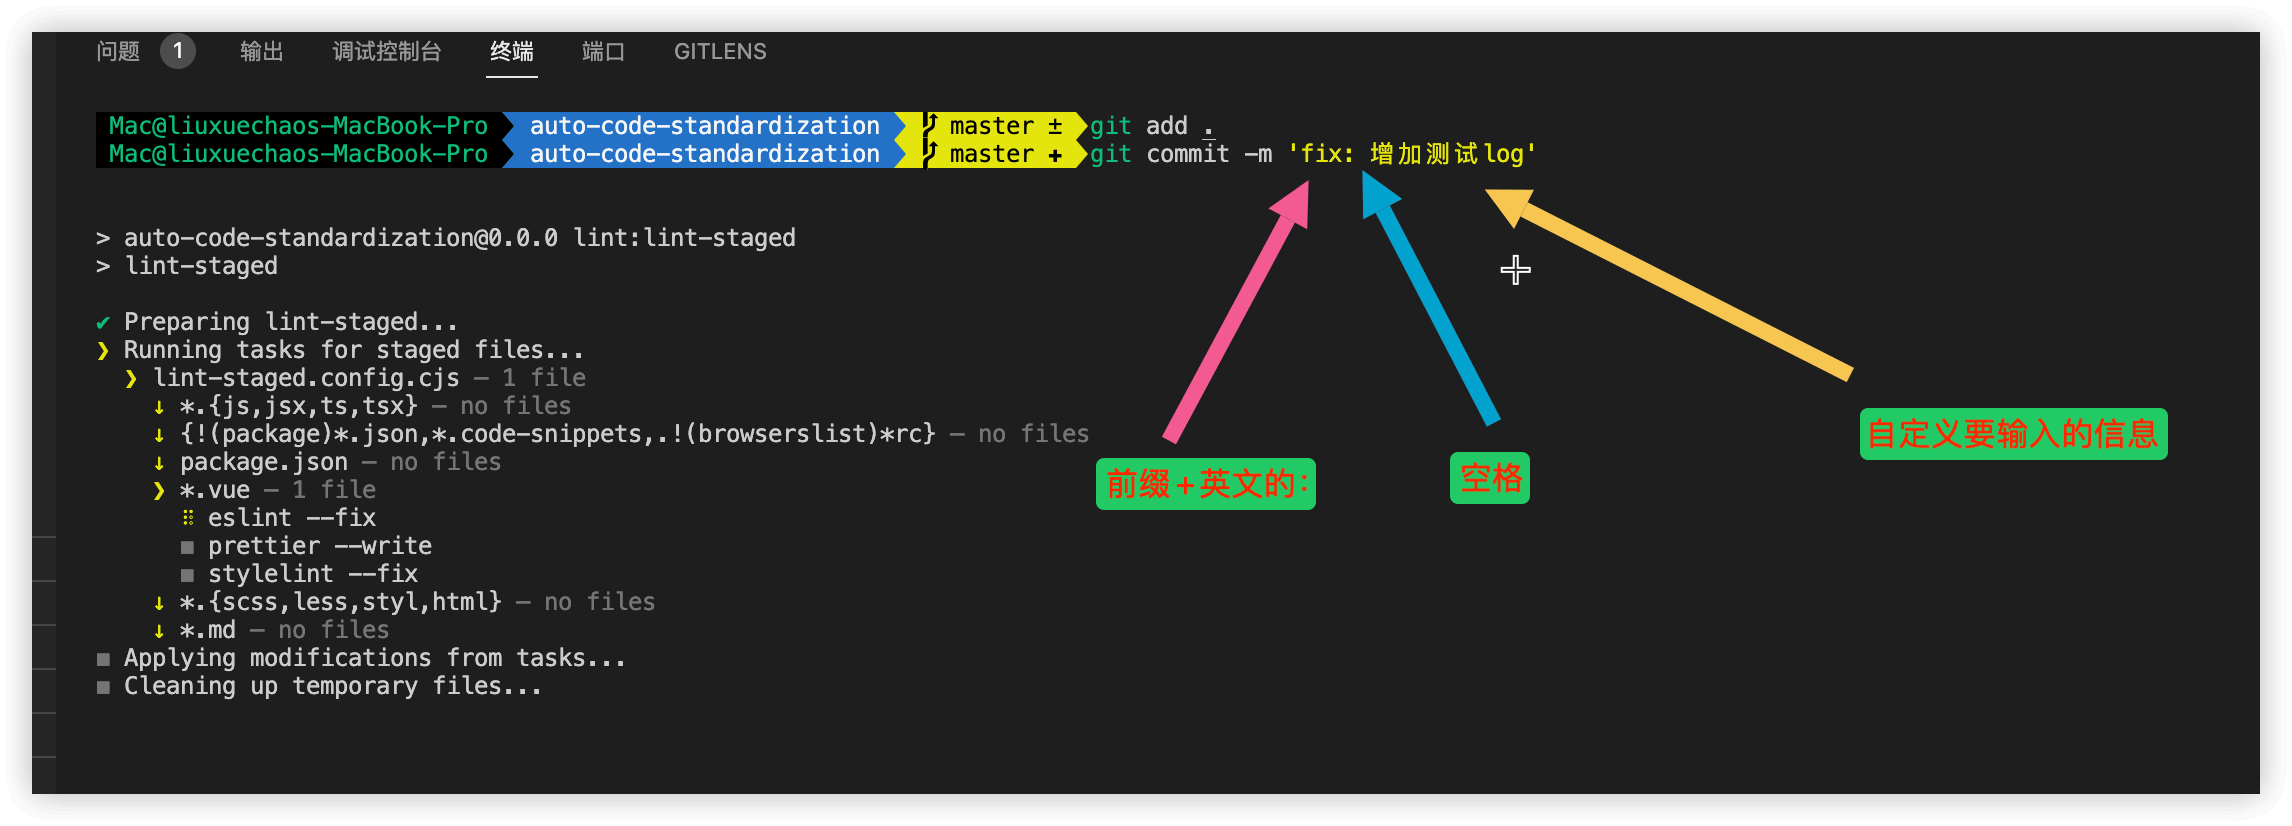 问题 1 输出 调试控制台 终端 端口 GITLENS
Mac@liuxuechaos-MacBook-Pro auto-code-standardization master ± git add .
Mac@liuxuechaos-MacBook-Pro auto-code-standardization master + git commit -m 'fix: 增加测试log'
> auto-code-standardization@0.0.0 lint:lint-staged
> lint-staged
✔ Preparing lint-staged...
❯ Running tasks for staged files...
❯ lint-staged.config.cjs — 1 file
↓ *.{js,jsx,ts,tsx} — no files
↓ {!(package)*.json,*.code-snippets,.!(browserslist)*rc} — no files
↓ package.json — no files
❯ *.vue — 1 file
⠿ eslint --fix
■ prettier --write
■ stylelint --fix
↓ *.{scss,less,styl,html} — no files
↓ *.md — no files
■ Applying modifications from tasks...
■ Cleaning up temporary files...
前缀+英文的:
空格
自定义要输入的信息